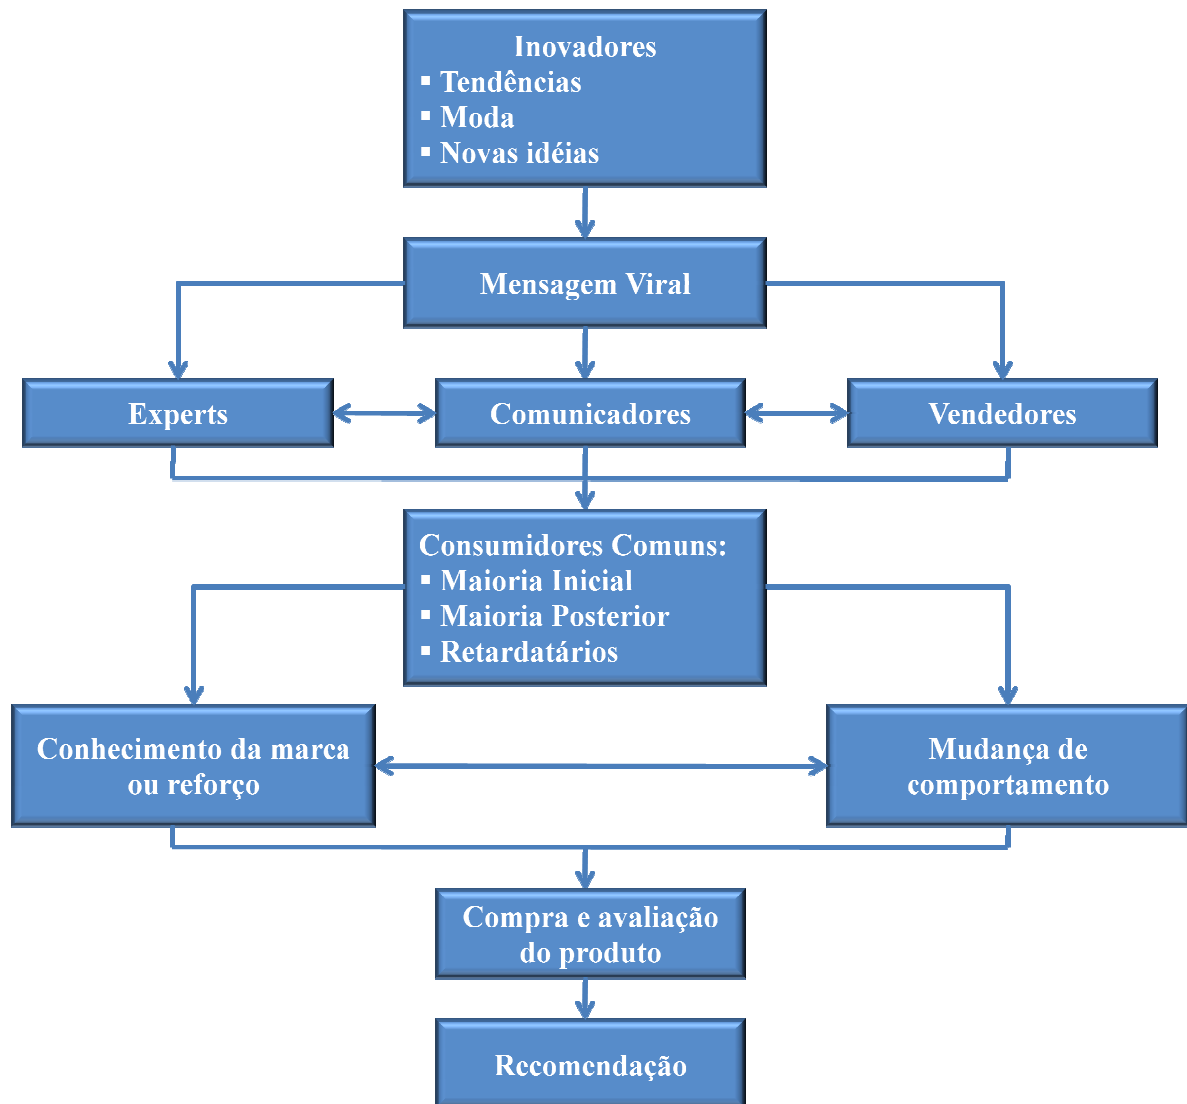 Inovadores
▪ Tendências
▪ Moda
▪ Novas idéias
Mensagem Viral
Experts
Comunicadores
Vendedores
Consumidores Comuns:
▪ Maioria Inicial
▪ Maioria Posterior
▪ Retardatários
Conhecimento da marca
ou reforço
Mudança de
comportamento
Compra e avaliação
do produto
Recomendação